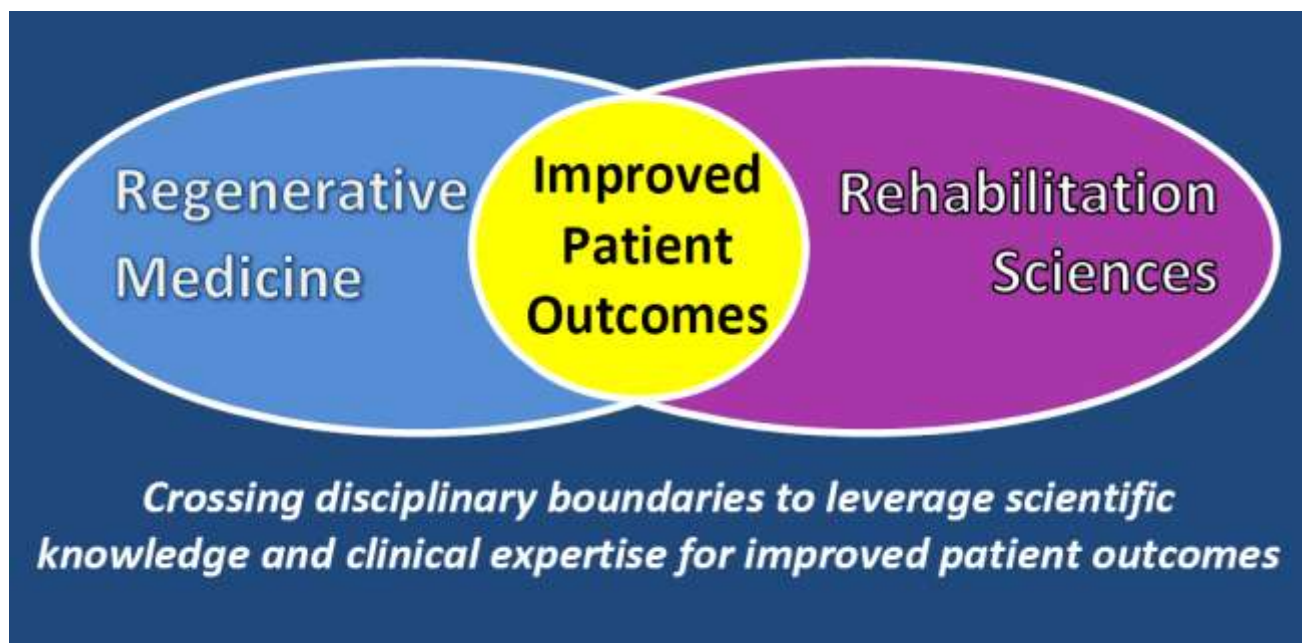 Regenerative
Medicine
Improved
Patient
Outcomes
Rehabilitation
Sciences
Crossing disciplinary boundaries to leverage scientific
knowledge and clinical expertise for improved patient outcomes